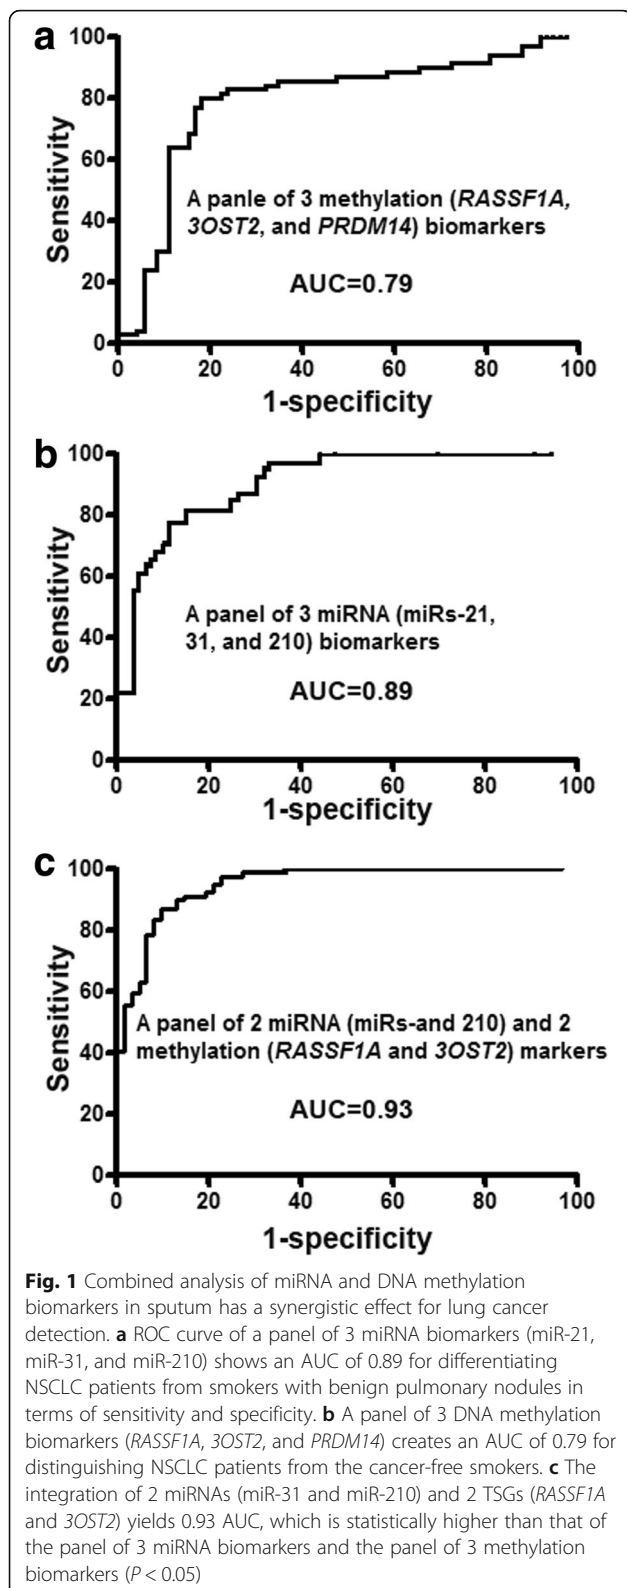 a
100
80
60
40
20
0
Sensitivity
A panle of 3 methylation (RASSF1A,
3OST2, and PRDM14) biomarkers
AUC=0.79
0 20 40 60 80 100
1-specificity
b
100
80
60
40
20
0
Sensitivity
A panel of 3 miRNA (miRs-21,
31, and 210) biomarkers
AUC=0.89
0 20 40 60 80 100
1-specificity
c
100
80
60
40
20
0
Sensitivity
A panel of 2 miRNA (miRs-and 210) and 2
methylation (RASSF1A and 3OST2) markers
AUC=0.93
0 20 40 60 80 100
1-specificity
Fig. 1 Combined analysis of miRNA and DNA methylation
biomarkers in sputum has a synergistic effect for lung cancer
detection. a ROC curve of a panel of 3 miRNA biomarkers (miR-21,
miR-31, and miR-210) shows an AUC of 0.89 for differentiating
NSCLC patients from smokers with benign pulmonary nodules in
terms of sensitivity and specificity. b A panel of 3 DNA methylation
biomarkers (RASSF1A, 3OST2, and PRDM14) creates an AUC of 0.79 for
distinguishing NSCLC patients from the cancer-free smokers. c The
integration of 2 miRNAs (miR-31 and miR-210) and 2 TSGs (RASSF1A
and 3OST2) yields 0.93 AUC, which is statistically higher than that of
the panel of 3 miRNA biomarkers and the panel of 3 methylation
biomarkers (P < 0.05)